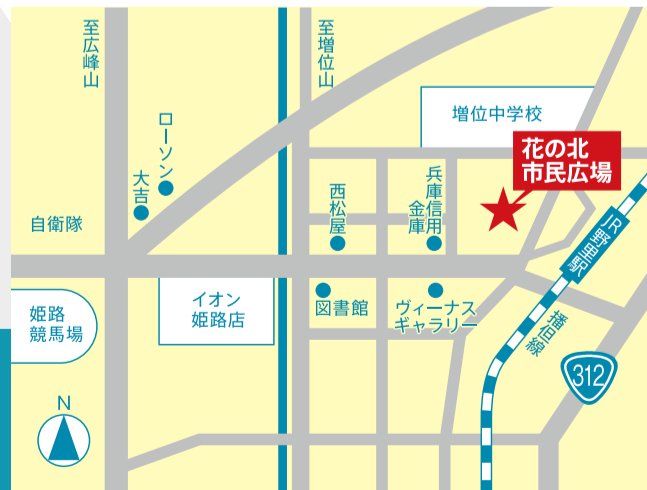 至広峰山
至増位山
ローソン
大吉
増位中学校
花の北
市民広場
兵庫信用
金庫
西松屋
自衛隊
JR野里駅
イオン
姫路店
図書館
ヴィーナス
ギャラリー
姫路
競馬場
播但線
312
N